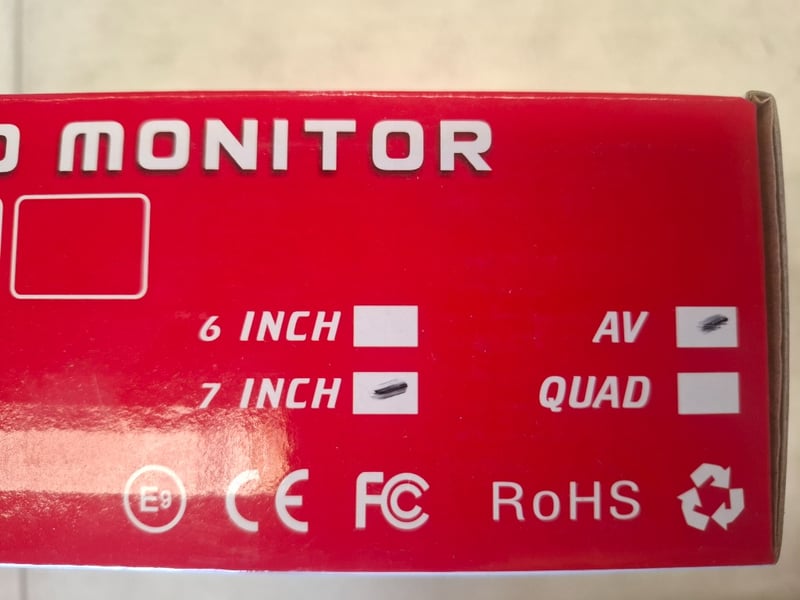 MONITOR
6 INCH
AV
7 INCH
QUAD
E9
CE
FC
RoHS